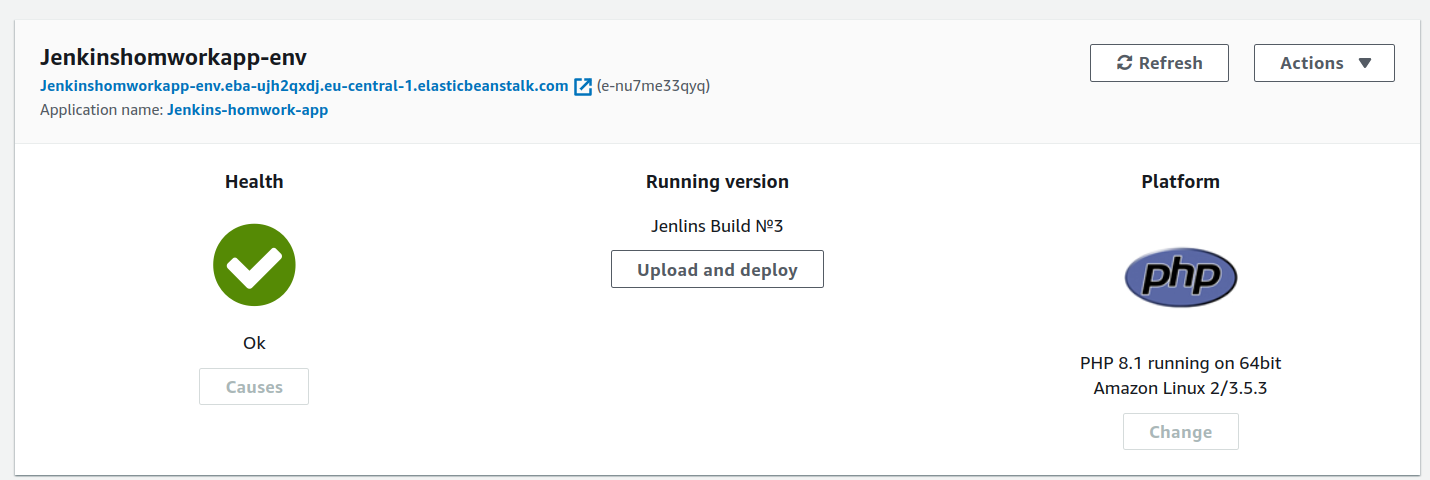 Jenkinshomworkapp-env
Refresh
Actions
Jenkinshomworkapp-env.eba-ujh2qxdj.eu-central-1.elasticbeanstalk.com (e-nu7me33qyq)
Application name: Jenkins-homwork-app
Health
Ok
Causes
Running version
Jenlins Build №3
Upload and deploy
Platform
php
PHP 8.1 running on 64bit
Amazon Linux 2/3.5.3
Change